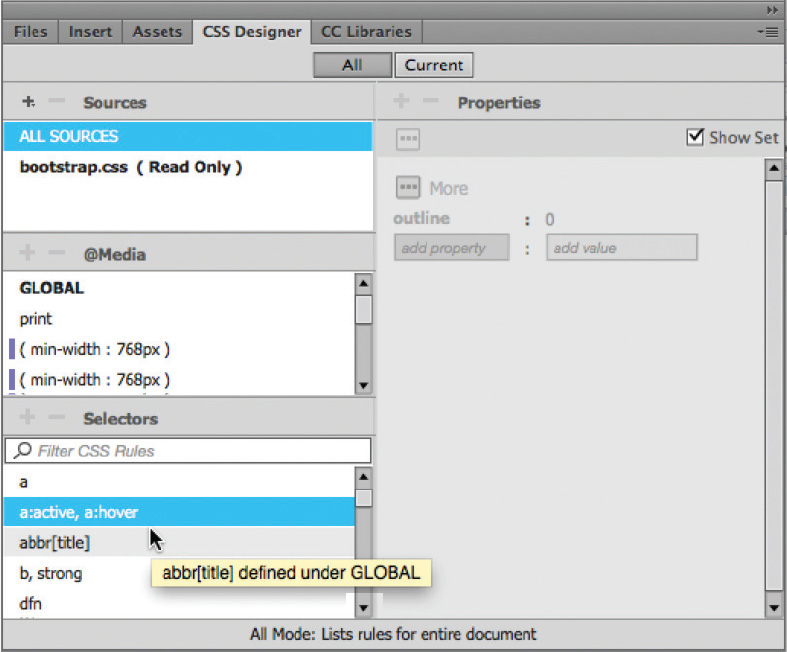 Files Insert Assets CSS Designer CC Libraries
All Current
Sources
ALL SOURCES
bootstrap.css ( Read Only )
@Media
GLOBAL
print
( min-width : 768px )
( min-width : 768px )
Selectors
Filter CSS Rules
a
a:active, a:hover
abbr[title]
b, strong
abbr[title] defined under GLOBAL
dfn
Properties
Show Set
More
outline : 0
add property : add value
All Mode: Lists rules for entire document